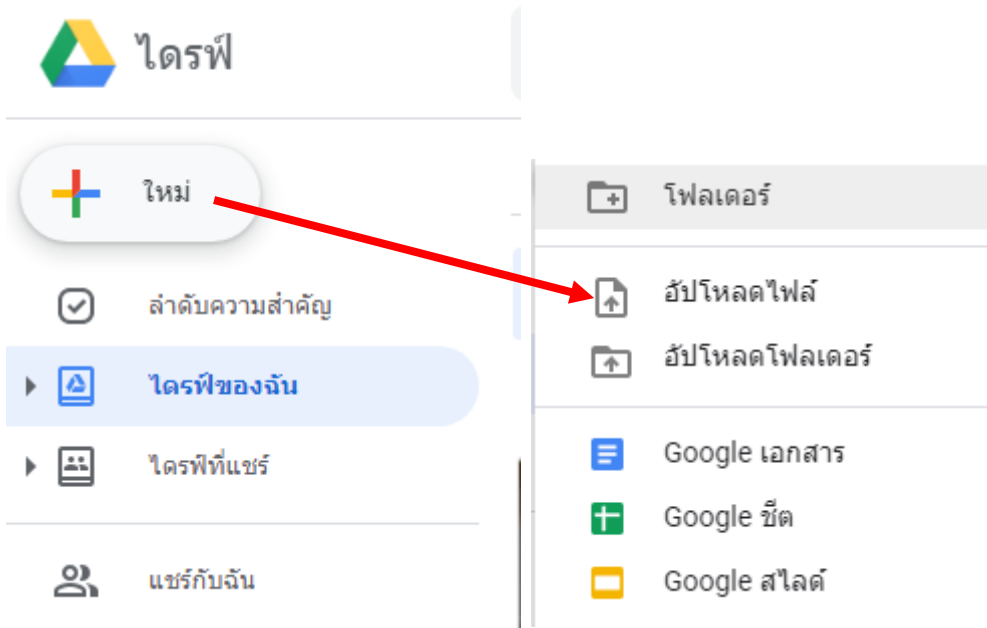 ไดรฟ์
ใหม่
ลำดับความสำคัญ
ไดรฟ์ของฉัน
ไดรฟ์ที่แชร์
แชร์กับฉัน
โฟลเดอร์
อัปโหลดไฟล์
อัปโหลดโฟลเดอร์
Google เอกสาร
Google ชีต
Google สไลด์